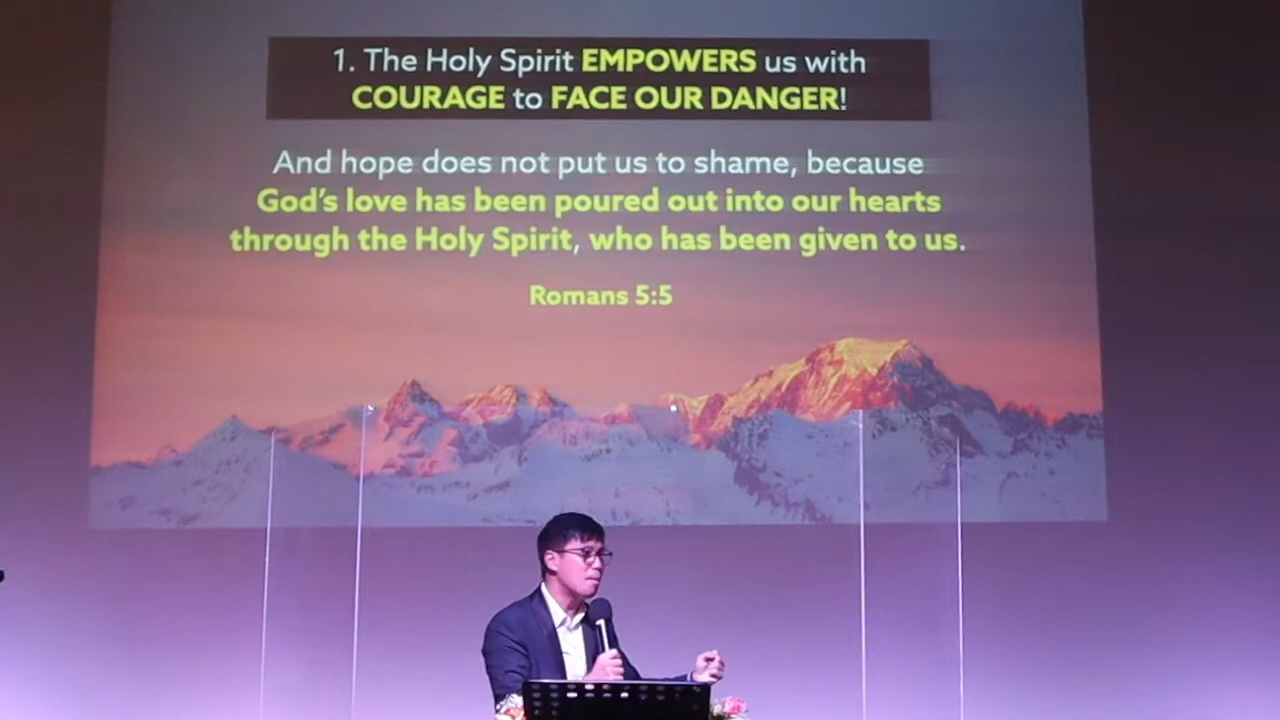 1. The Holy Spirit EMPOWERS us with
COURAGE to FACE OUR DANGER!
And hope does not put us to shame, because
God’s love has been poured out into our hearts
through the Holy Spirit, who has been given to us.
Romans 5:5